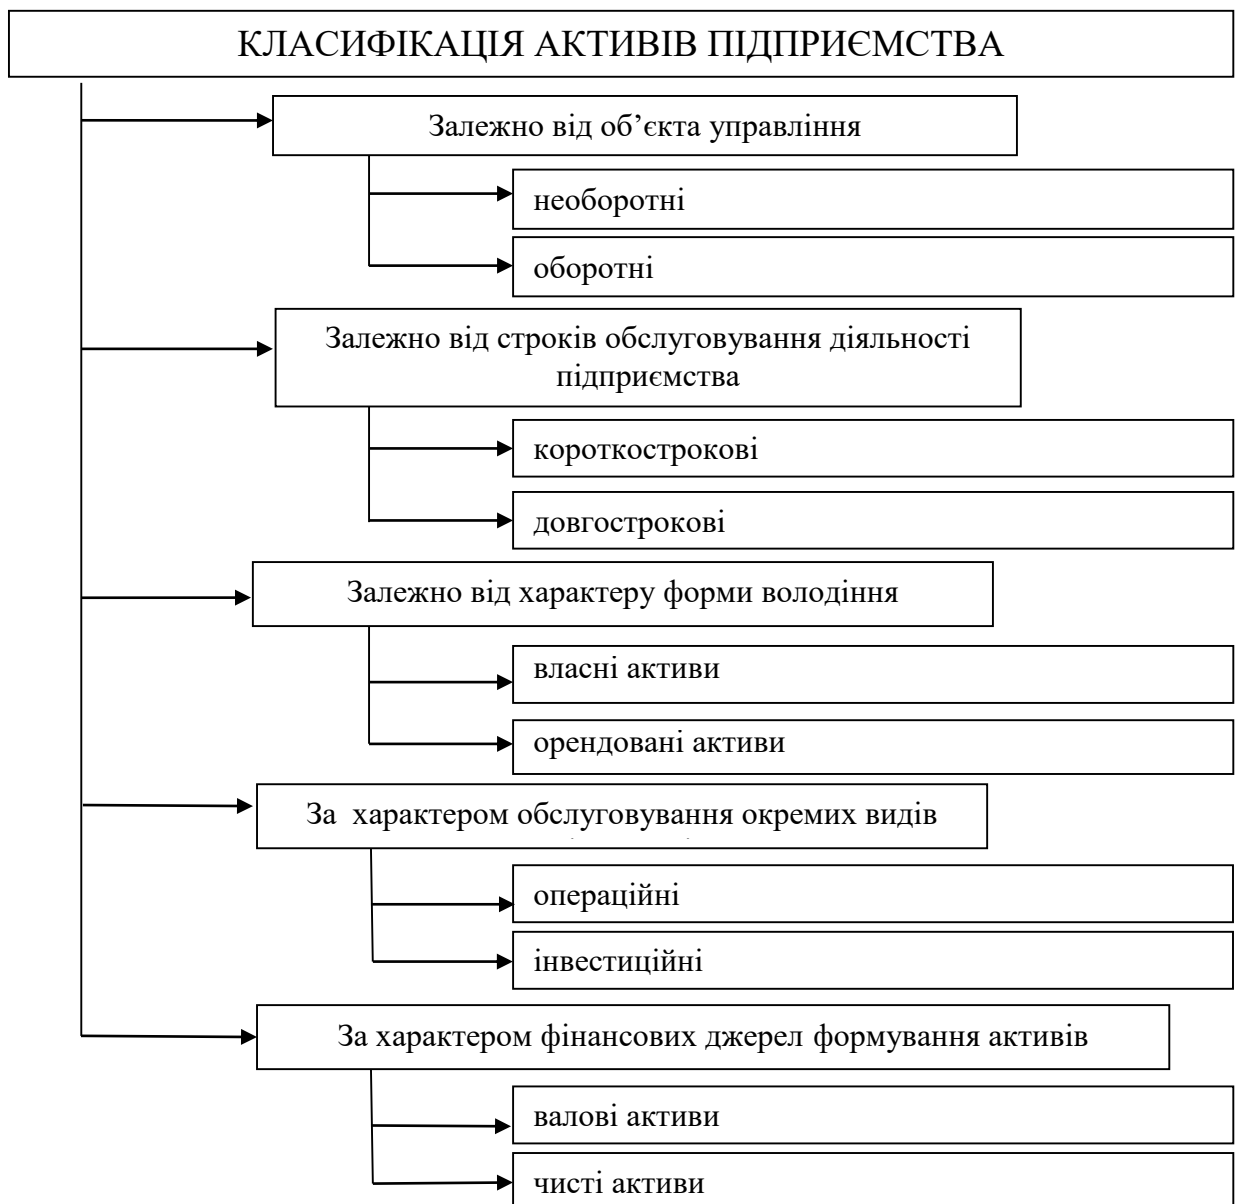 КЛАСИФІКАЦІЯ АКТИВІВ ПІДПРИЄМСТВА
Залежно від об’єкта управління
необоротні
оборотні
Залежно від строків обслуговування діяльності
підприємства
короткострокові
довгострокові
Залежно від характеру форми володіння
власні активи
орендовані активи
За характером обслуговування окремих видів
операційні
інвестиційні
За характером фінансових джерел формування активів
валові активи
чисті активи